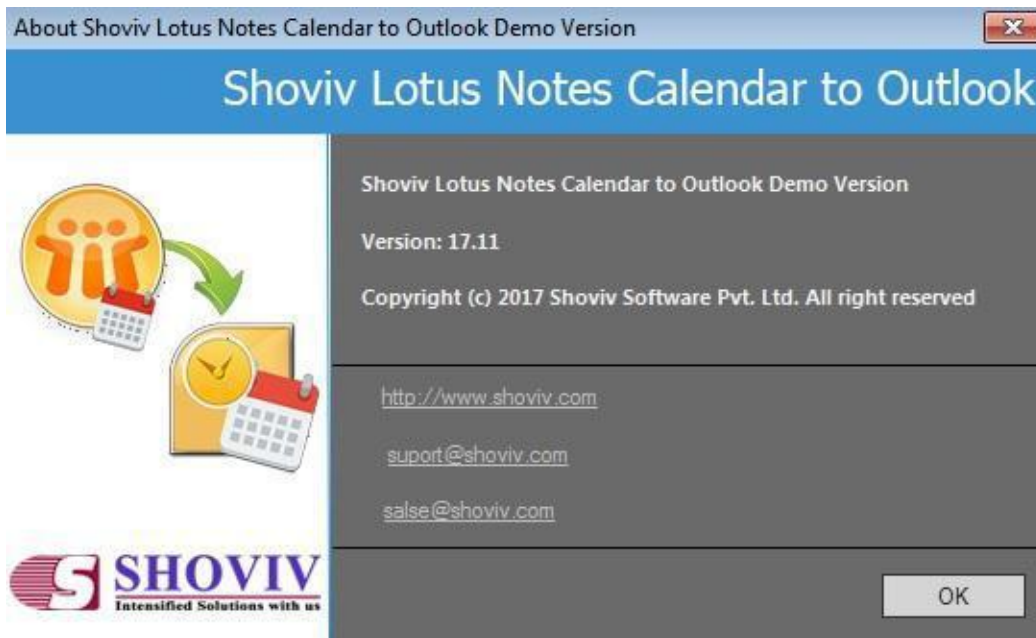 About Shoviv Lotus Notes Calendar to Outlook Demo Version
Shoviv Lotus Notes Calendar to Outlook
Shoviv Lotus Notes Calendar to Outlook Demo Version
Version: 17.11
Copyright (c) 2017 Shoviv Software Pvt. Ltd. All right reserved
http://www.shoviv.com
suport@shoviv.com
salse@shoviv.com
S SHOVIV
Intensified Solutions with us
OK